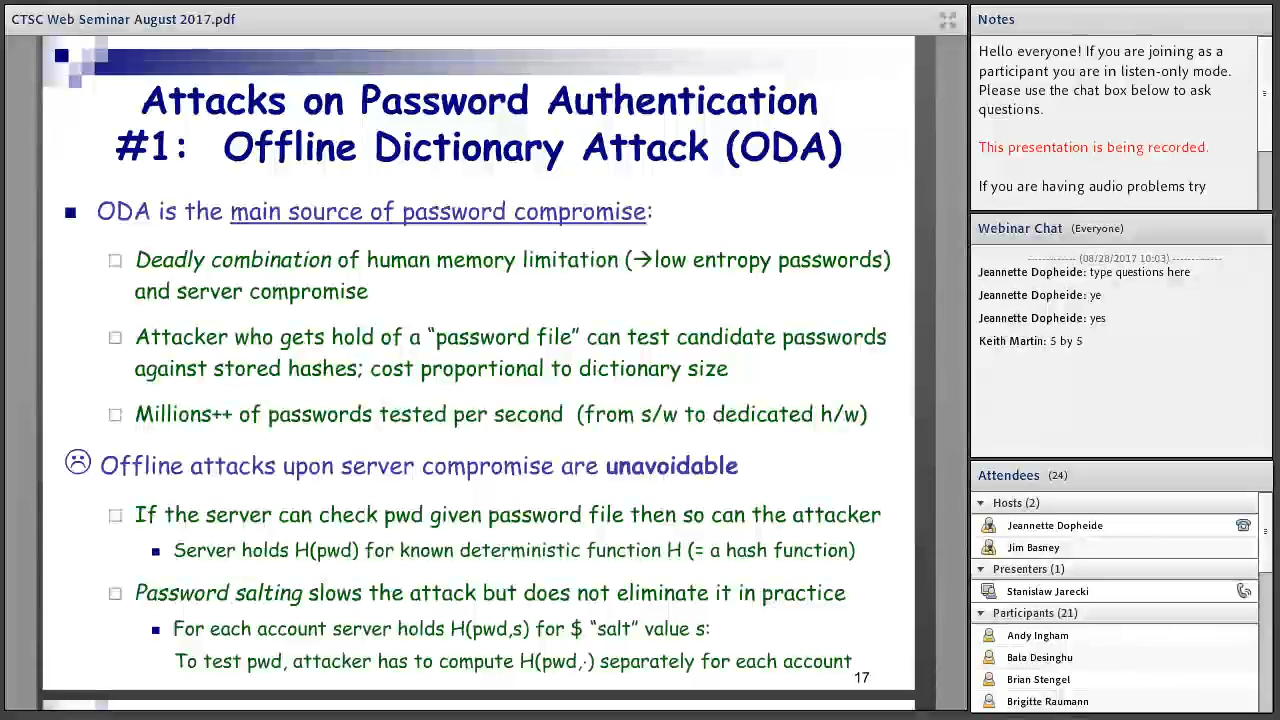 CTSC Web Seminar August 2017.pdf
Attacks on Password Authentication
#1: Offline Dictionary Attack (ODA)
■ ODA is the main source of password compromise:
□ Deadly combination of human memory limitation (→low entropy passwords)
and server compromise
□ Attacker who gets hold of a “password file” can test candidate passwords
against stored hashes; cost proportional to dictionary size
□ Millions++ of passwords tested per second (from s/w to dedicated h/w)
☹ Offline attacks upon server compromise are unavoidable
□ If the server can check pwd given password file then so can the attacker
■ Server holds H(pwd) for known deterministic function H (= a hash function)
□ Password salting slows the attack but does not eliminate it in practice
■ For each account server holds H(pwd,s) for $ “salt” value s:
To test pwd, attacker has to compute H(pwd,·) separately for each account
17
Notes
Hello everyone! If you are joining as a
participant you are in listen-only mode.
Please use the chat box below to ask
questions.
This presentation is being recorded.
If you are having audio problems try
Webinar Chat (Everyone)
------------ (08/28/2017 10:03) ------------
Jeannette Dopheide: type questions here
Jeannette Dopheide: ye
Jeannette Dopheide: yes
Keith Martin: 5 by 5
Attendees (24)
Hosts (2)
Jeannette Dopheide
Jim Basney
Presenters (1)
Stanislaw Jarecki
Participants (21)
Andy Ingham
Bala Desinghu
Brian Stengel
Brigitte Raumann